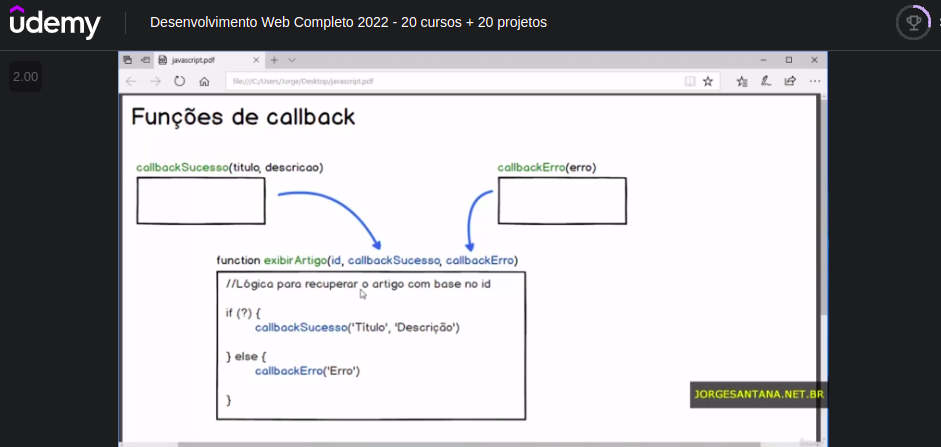 ûdemy
Desenvolvimento Web Completo 2022 - 20 cursos + 20 projetos
2.00
javascript.pdf
file:///C:/Users/Jorge/Desktop/javascript.pdf
Funções de callback
callbackSucesso(titulo, descricao)
callbackErro(erro)
function exibirArtigo(id, callbackSucesso, callbackErro)
//Lógica para recuperar o artigo com base no id
if (?) {
callbackSucesso('Título', 'Descrição')
} else {
callbackErro('Erro')
}
JORGESANTANA.NET.BR